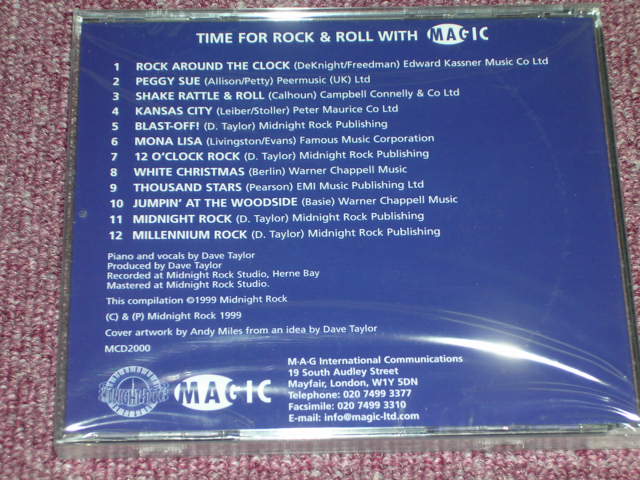 TIME FOR ROCK & ROLL WITH MAGIC
1 ROCK AROUND THE CLOCK (DeKnight/Freedman) Edward Kassner Music Co Ltd
2 PEGGY SUE (Allison/Petty) Peermusic (UK) Ltd
3 SHAKE RATTLE & ROLL (Calhoun) Campbell Connelly & Co Ltd
4 KANSAS CITY (Leiber/Stoller) Peter Maurice Co Ltd
5 BLAST-OFF! (D. Taylor) Midnight Rock Publishing
6 MONA LISA (Livingston/Evans) Famous Music Corporation
7 12 O'CLOCK ROCK (D. Taylor) Midnight Rock Publishing
8 WHITE CHRISTMAS (Berlin) Warner Chappell Music
9 THOUSAND STARS (Pearson) EMI Music Publishing Ltd
10 JUMPIN' AT THE WOODSIDE (Basie) Warner Chappell Music
11 MIDNIGHT ROCK (D. Taylor) Midnight Rock Publishing
12 MILLENNIUM ROCK (D. Taylor) Midnight Rock Publishing
Piano and vocals by Dave Taylor
Produced by Dave Taylor
Recorded at Midnight Rock Studio, Herne Bay
Mastered at Midnight Rock Studio.
This compilation ©1999 Midnight Rock
(C) & (P) Midnight Rock 1999
Cover artwork by Andy Miles from an idea by Dave Taylor
MCD2000
MAGIC
M-A-G International Communications
19 South Audley Street
Mayfair, London, W1Y 5DN
Telephone: 020 7499 3377
Facsimile: 020 7499 3310
E-mail: info@magic-ltd.com